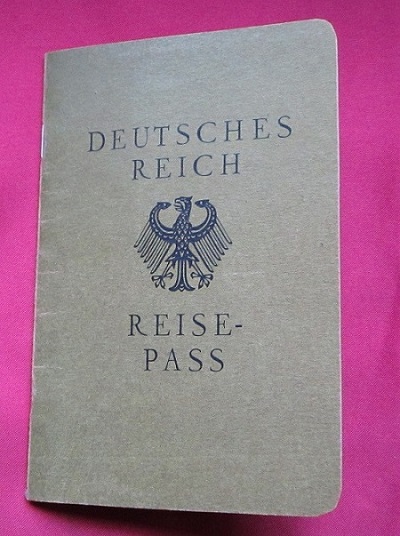 DEUTSCHES
REICH
REISE-
PASS